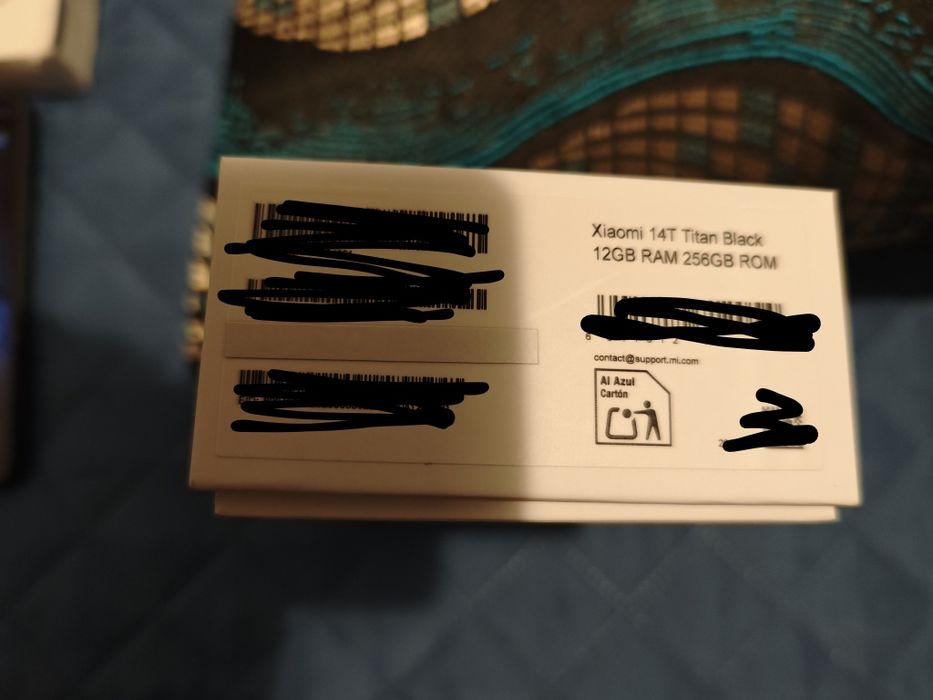 Xiaomi 14T Titan Black
12GB RAM 256GB ROM
contact@support.mi.com
Al Azul
Cartón